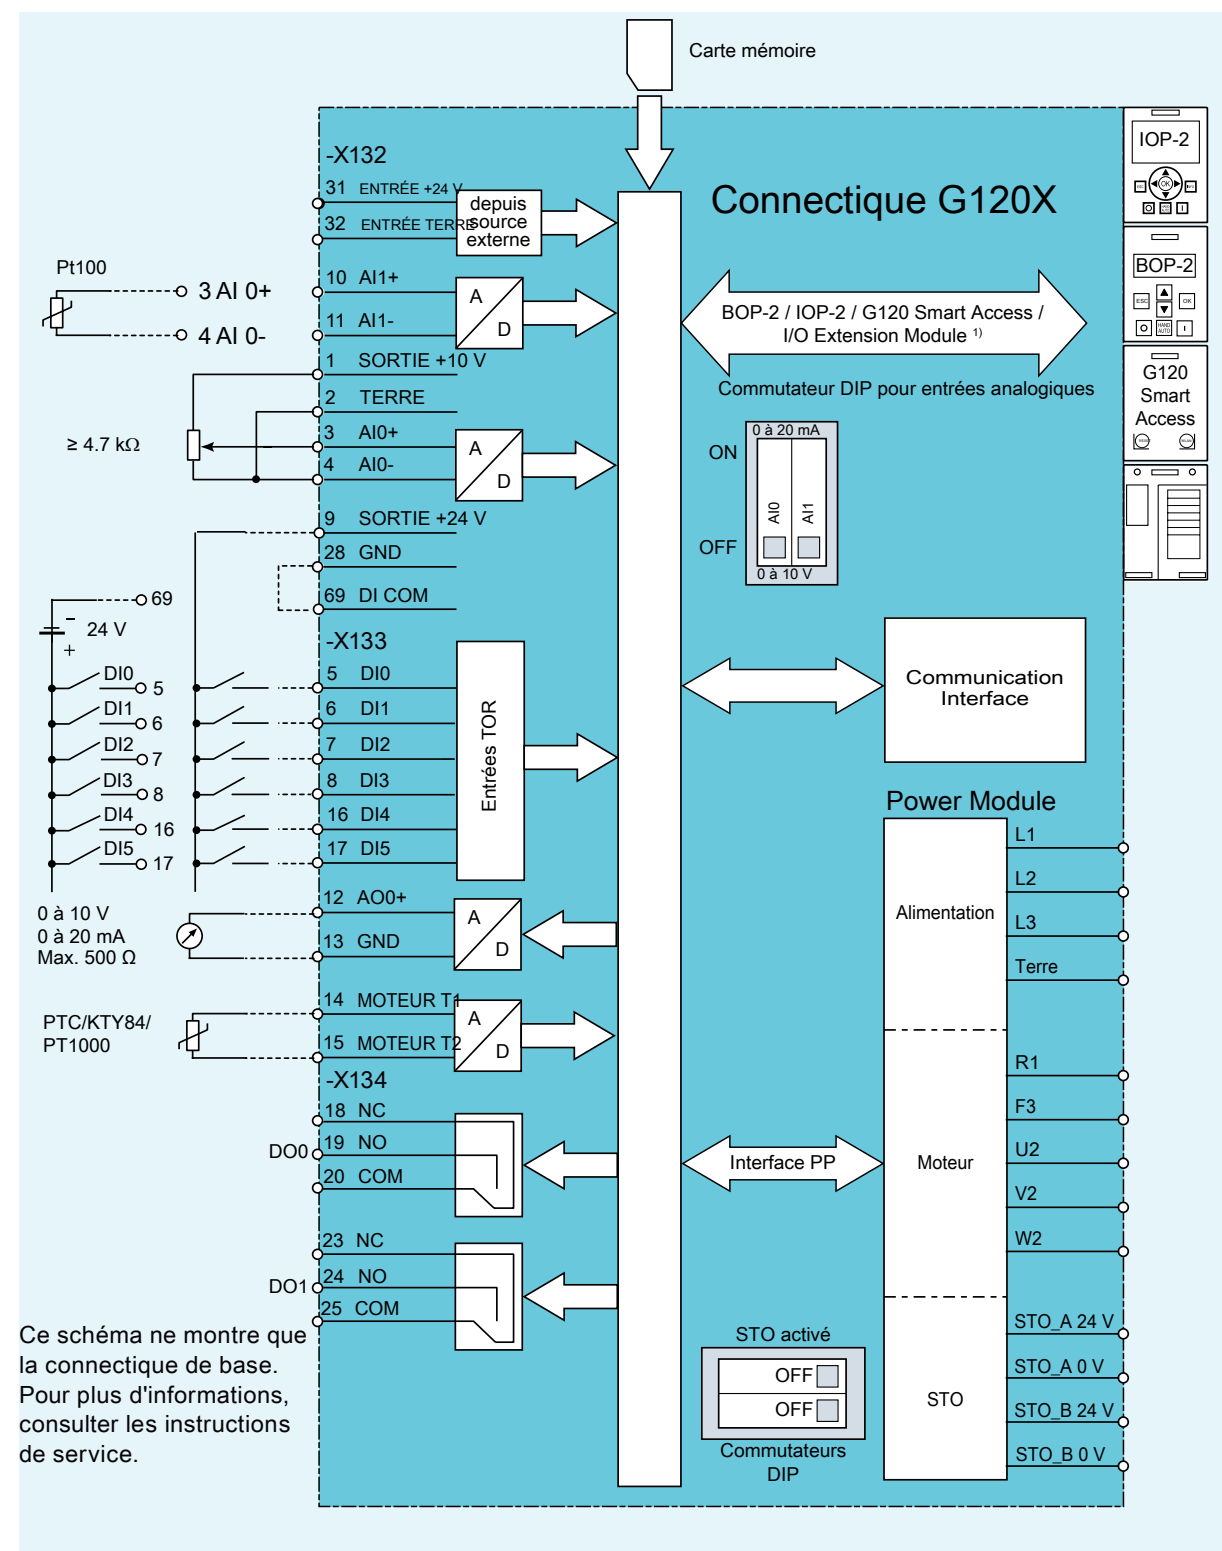 Carte mémoire
IOP-2
OK
-X132
31 ENTRÉE +24 V
32 ENTRÉE TERRE
depuis
source
externe
Connectique G120X
BOP-2
ESC
OK
HAND
AUTO
Pt100
3 AI 0+
4 AI 0-
10 AI1+
11 AI1-
A
D
BOP-2 / IOP-2 / G120 Smart Access /
I/O Extension Module 1)
1 SORTIE +10 V
2 TERRE
3 AI0+
4 AI0-
A
D
≥ 4.7 kΩ
Commutateur DIP pour entrées analogiques
0 à 20 mA
ON
AI0
AI1
OFF
0 à 10 V
G120
Smart
Access
9 SORTIE +24 V
28 GND
69 DI COM
69
24 V
-
+
-X133
DI0
5
DI1
6
DI2
7
DI3
8
DI4
16
DI5
17
5 DI0
6 DI1
7 DI2
8 DI3
16 DI4
17 DI5
Entrées TOR
Communication
Interface
Power Module
Alimentation
L1
L2
L3
Terre
0 à 10 V
0 à 20 mA
Max. 500 Ω
12 AO0+
13 GND
A
D
PTC/KTY84/
PT1000
14 MOTEUR T1
15 MOTEUR T2
A
D
-X134
18 NC
DO0
19 NO
20 COM
Interface PP
Moteur
R1
F3
U2
V2
W2
23 NC
DO1
24 NO
25 COM
Ce schéma ne montre que
la connectique de base.
Pour plus d'informations,
consulter les instructions
de service.
STO activé
OFF
OFF
Commutateurs
DIP
STO
STO_A 24 V
STO_A 0 V
STO_B 24 V
STO_B 0 V